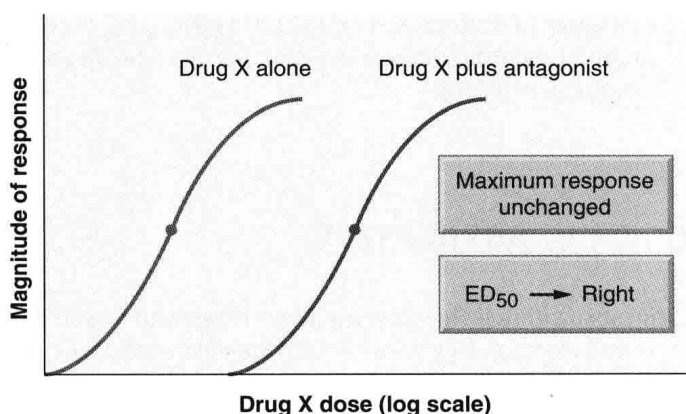 Drug X alone
Drug X plus antagonist
Magnitude of response
Maximum response
unchanged
ED50 → Right
Drug X dose (log scale)